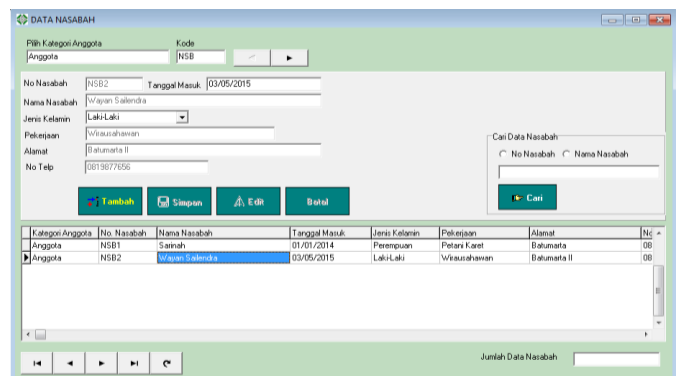 DATA NASABAH
Pilih Kategori Anggota Kode
Anggota NSB
No Nasabah NSB2 Tanggal Masuk 03/05/2015
Nama Nasabah Wayan Sailendra
Jenis Kelamin Laki-Laki
Pekerjaan Wirausahawan
Alamat Batumarta II
No Telp 0819877656
Cari Data Nasabah
No Nasabah Nama Nasabah
Cari
Tambah Simpan Edit Batal
Kategori Anggota No. Nasabah Nama Nasabah Tanggal Masuk Jenis Kelamin Pekerjaan Alamat No
Anggota NSB1 Sarinah 01/01/2014 Perempuan Petani Karet Batumarta 08
Anggota NSB2 Wayan Sailendra 03/05/2015 Laki-Laki Wirausahawan Batumarta II 08
Jumlah Data Nasabah